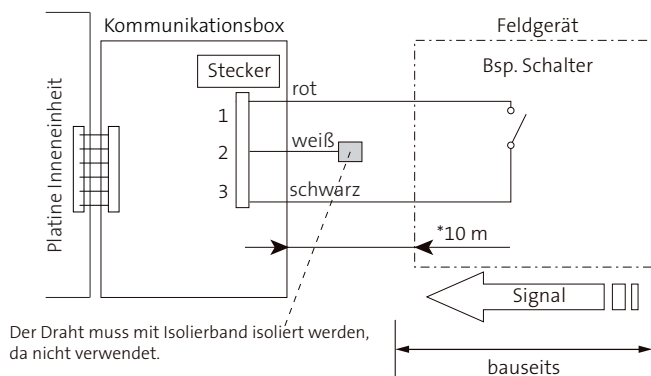 Kommunikationsbox
Feldgerät
Stecker
Bsp. Schalter
Platine Inneneinheit
1
rot
2
weiß
3
schwarz
*10 m
Signal
Der Draht muss mit Isolierband isoliert werden,
da nicht verwendet.
bauseits